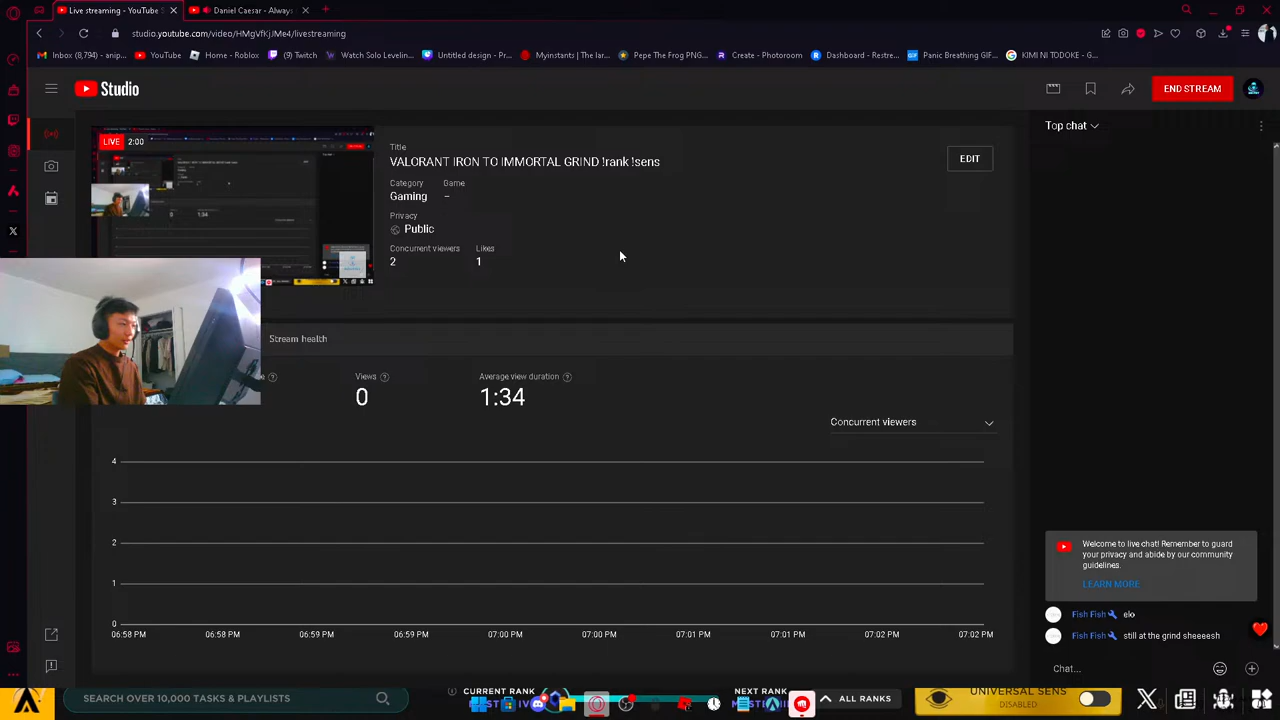 Live streaming - YouTube S
Daniel Caesar - Always
studio.youtube.com/video/HMgVfKjJMe4/livestreaming
Inbox (8,794) - anip...
YouTube
Home - Roblox
(3) Twitch
Watch Solo Levelin...
Untitled design - P...
Myinstants | The lar...
Pepe The Frog PNG...
Create - Photoroom
Dashboard - Restre...
Panic Breathing GIF...
KIMI NI TODOKE - G...
Studio
END STREAM
LIVE 2:00
Title
VALORANT IRON TO IMMORTAL GRIND !rank !sens
EDIT
Category Game
Gaming –
Privacy
Public
Concurrent viewers Likes
2 1
Top chat
Stream health
Views
0
Average view duration
1:34
Concurrent viewers
4
3
2
1
0
06:58 PM 06:58 PM 06:59 PM 06:59 PM 07:00 PM 07:00 PM 07:01 PM 07:01 PM 07:02 PM 07:02 PM
Welcome to live chat! Remember to guard
your privacy and abide by our community
guidelines.
LEARN MORE
Fish Fish elo
Fish Fish still at the grind sheeeesh
Chat...
SEARCH OVER 10,000 TASKS & PLAYLISTS
CURRENT RANK
NEXT RANK
ALL RANKS
UNIVERSAL SENS
DISABLED